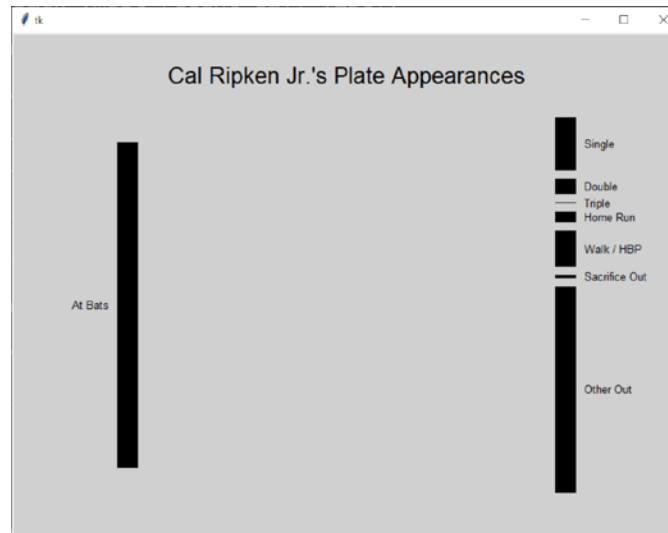 tk
Cal Ripken Jr.'s Plate Appearances
Single
Double
Triple
Home Run
Walk / HBP
Sacrifice Out
At Bats
Other Out